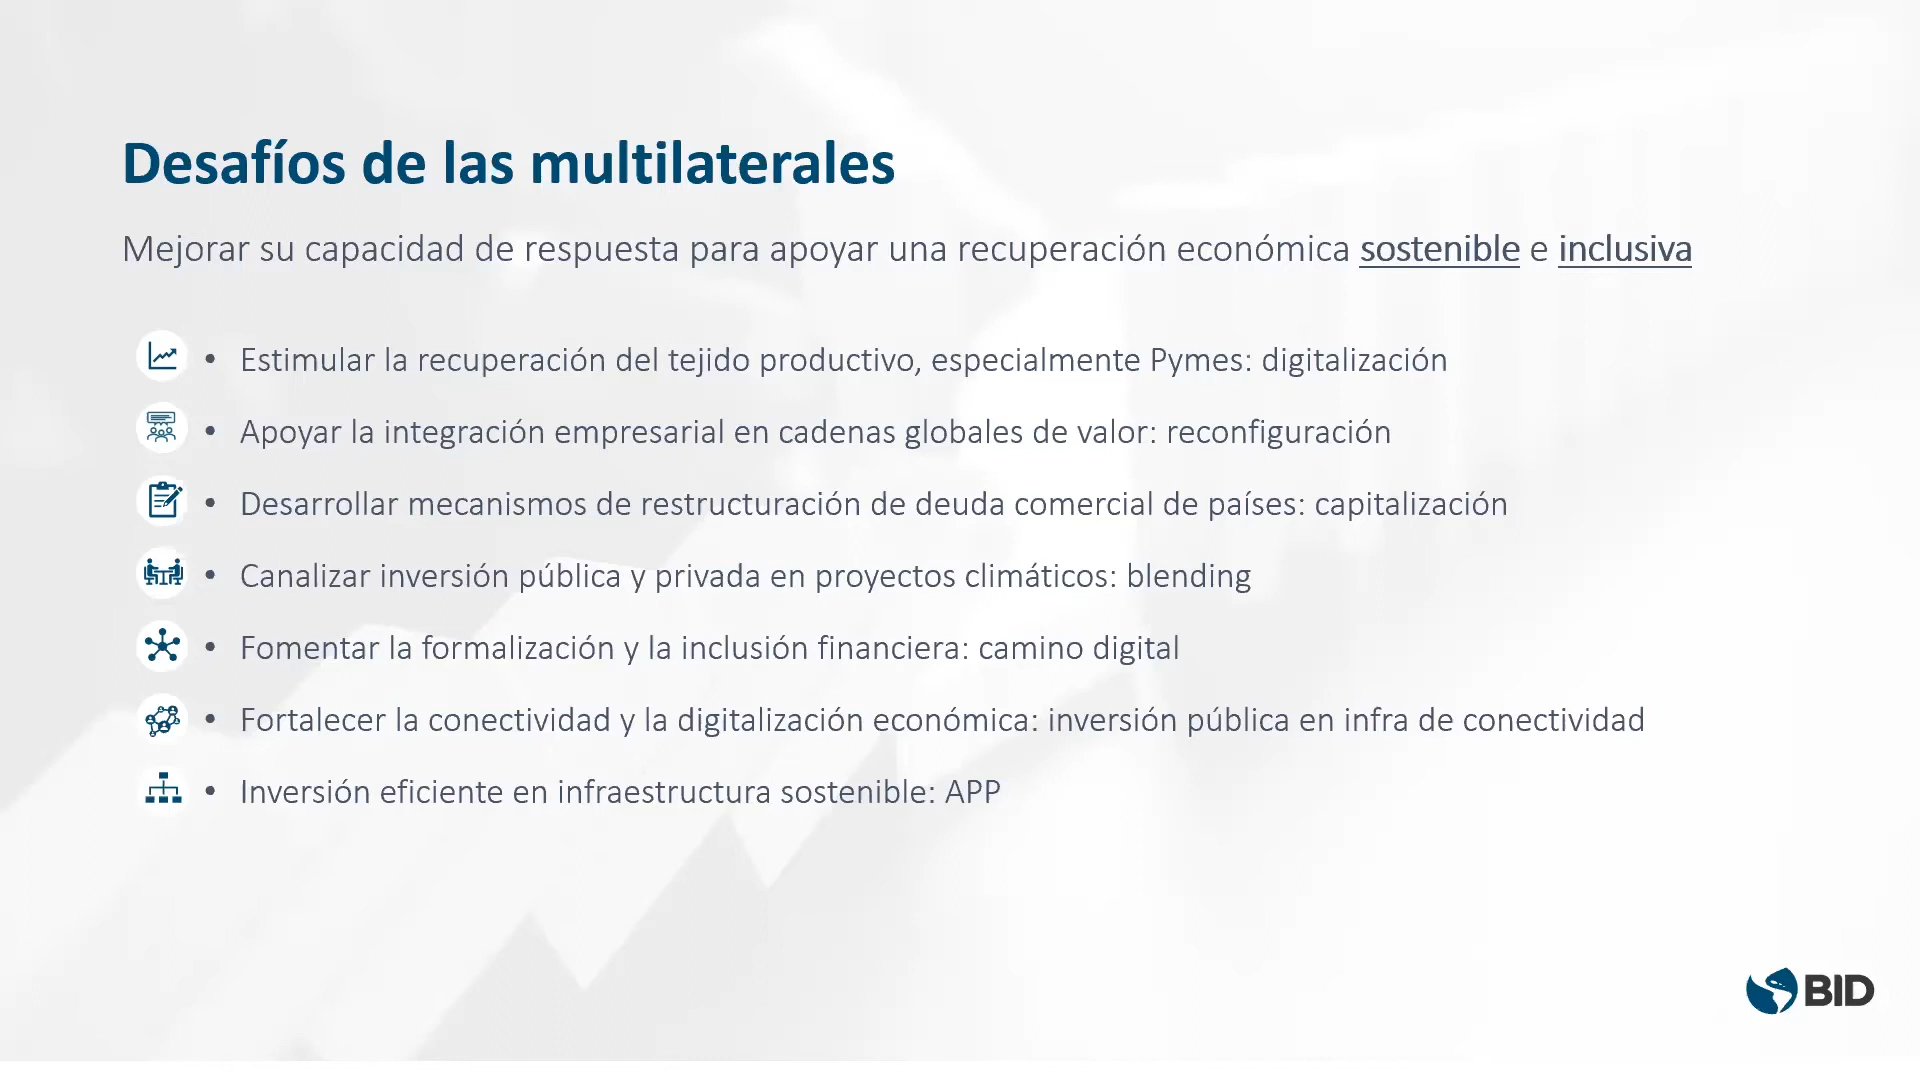 Desafíos de las multilaterales
Mejorar su capacidad de respuesta para apoyar una recuperación económica sostenible e inclusiva
• Estimular la recuperación del tejido productivo, especialmente Pymes: digitalización
• Apoyar la integración empresarial en cadenas globales de valor: reconfiguración
• Desarrollar mecanismos de restructuración de deuda comercial de países: capitalización
• Canalizar inversión pública y privada en proyectos climáticos: blending
• Fomentar la formalización y la inclusión financiera: camino digital
• Fortalecer la conectividad y la digitalización económica: inversión pública en infra de conectividad
• Inversión eficiente en infraestructura sostenible: APP
BID